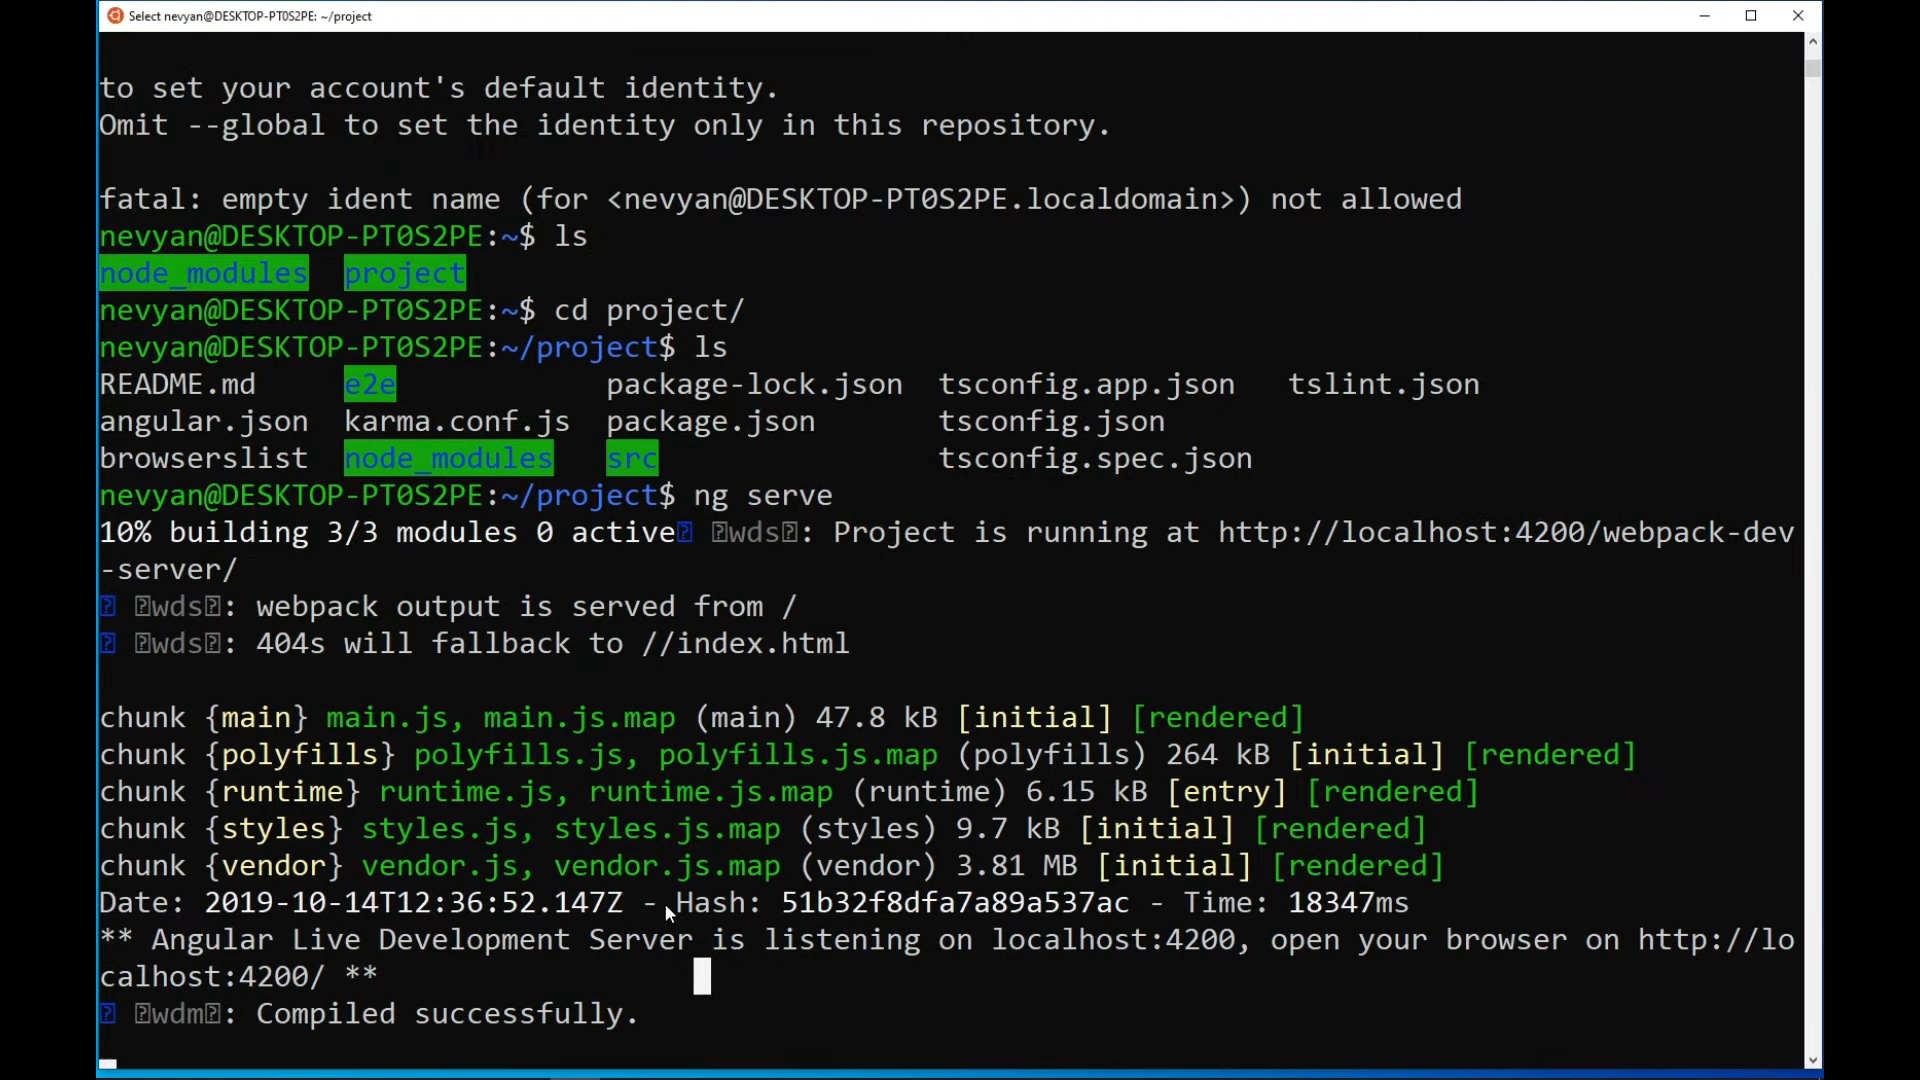 Select nevyan@DESKTOP-PT0S2PE: ~/project
to set your account's default identity.
Omit --global to set the identity only in this repository.
fatal: empty ident name (for <nevyan@DESKTOP-PT0S2PE.localdomain>) not allowed
nevyan@DESKTOP-PT0S2PE:~$ ls
node_modules project
nevyan@DESKTOP-PT0S2PE:~$ cd project/
nevyan@DESKTOP-PT0S2PE:~/project$ ls
README.md e2e package-lock.json tsconfig.app.json tslint.json
angular.json karma.conf.js package.json tsconfig.json
browserslist node_modules src tsconfig.spec.json
nevyan@DESKTOP-PT0S2PE:~/project$ ng serve
10% building 3/3 modules 0 active wds: Project is running at http://localhost:4200/webpack-dev
-server/
wds: webpack output is served from /
wds: 404s will fallback to //index.html
chunk {main} main.js, main.js.map (main) 47.8 kB [initial] [rendered]
chunk {polyfills} polyfills.js, polyfills.js.map (polyfills) 264 kB [initial] [rendered]
chunk {runtime} runtime.js, runtime.js.map (runtime) 6.15 kB [entry] [rendered]
chunk {styles} styles.js, styles.js.map (styles) 9.7 kB [initial] [rendered]
chunk {vendor} vendor.js, vendor.js.map (vendor) 3.81 MB [initial] [rendered]
Date: 2019-10-14T12:36:52.147Z - Hash: 51b32f8dfa7a89a537ac - Time: 18347ms
** Angular Live Development Server is listening on localhost:4200, open your browser on http://lo
calhost:4200/ **
wdm: Compiled successfully.